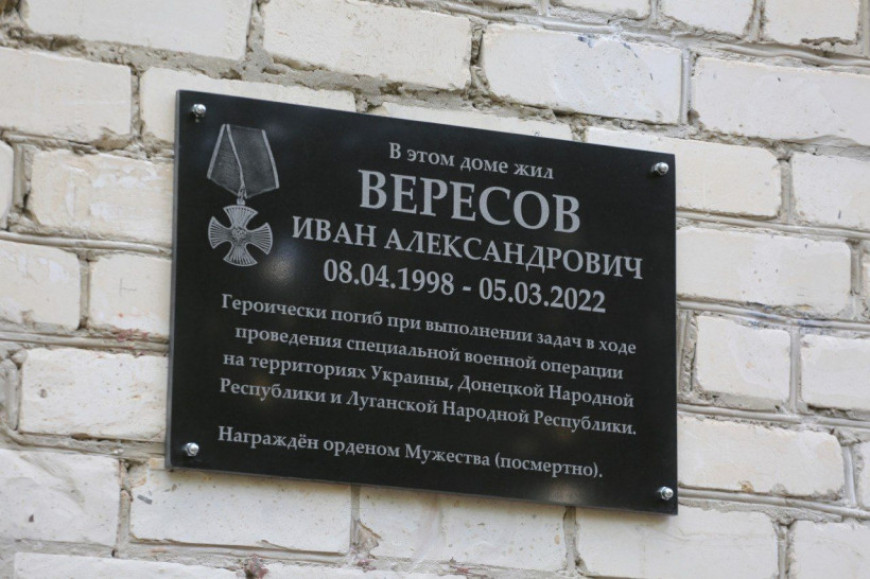 В этом доме жил
ВЕРЕСОВ
ИВАН АЛЕКСАНДРОВИЧ
08.04.1998 - 05.03.2022
Героически погиб при выполнении задач в ходе
проведения специальной военной операции
на территориях Украины, Донецкой Народной
Республики и Луганской Народной Республики.
Награждён орденом Мужества (посмертно).